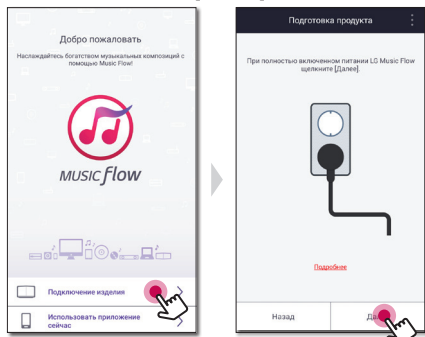 Добро пожаловать
Наслаждайтесь богатством музыкальных композиций с
помощью Music Flow!
MUSIC flow
Подключение изделия
Использовать приложение
сейчас
Подготовка продукта
При полностью включенном питании LG Music Flow
щелкните [Далее].
Подробнее
Назад